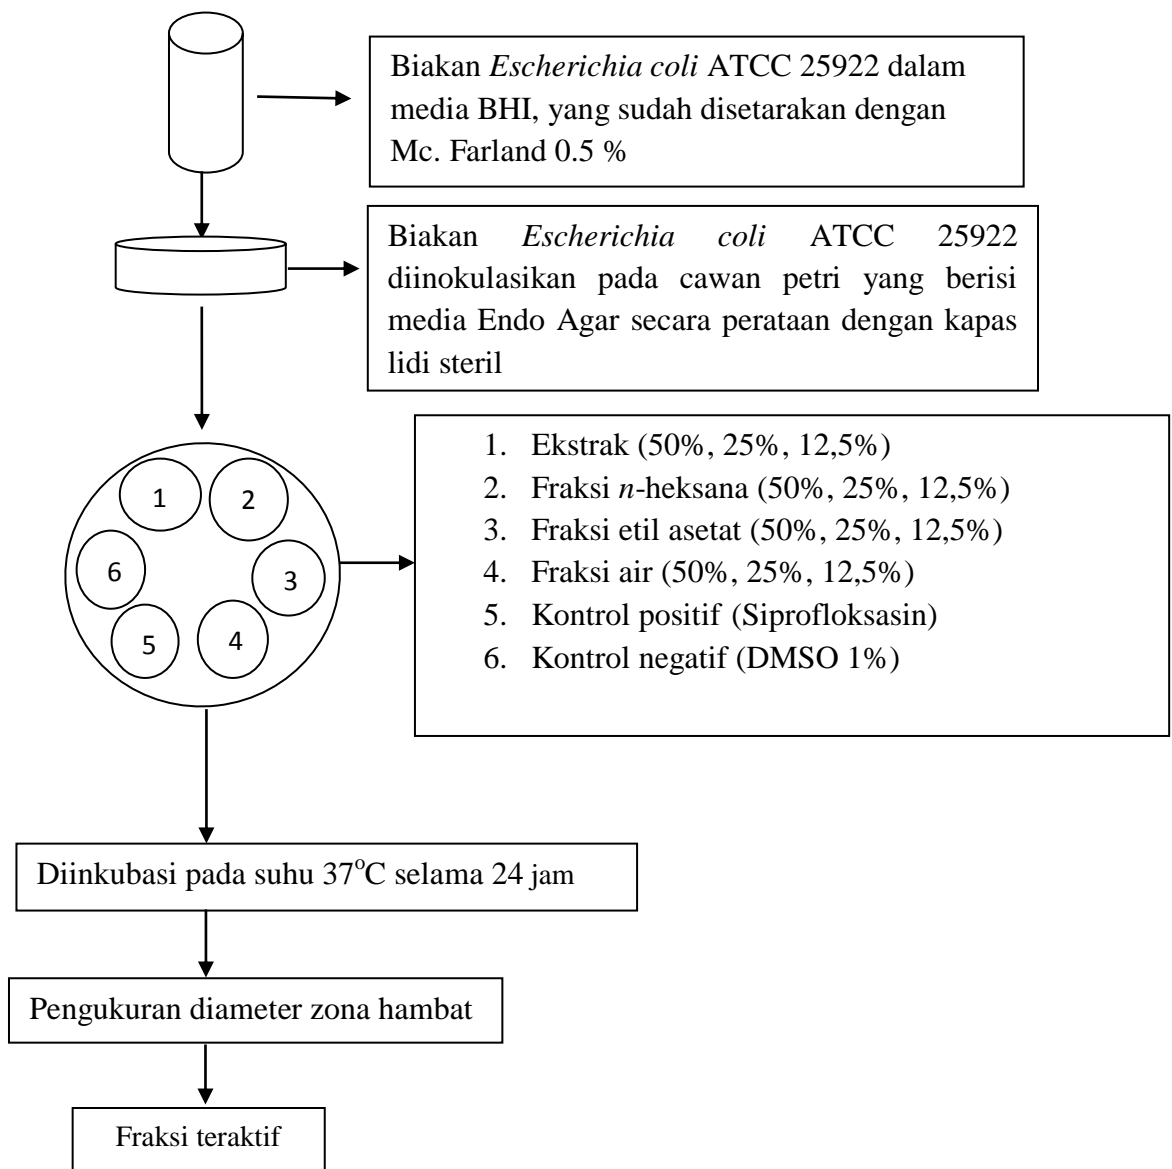 Biakan Escherichia coli ATCC 25922 dalam
media BHI, yang sudah disetarakan dengan
Mc. Farland 0.5 %
Biakan Escherichia coli ATCC 25922
diinokulasikan pada cawan petri yang berisi
media Endo Agar secara perataan dengan kapas
lidi steril
1
2
3
4
5
6
1. Ekstrak (50%, 25%, 12,5%)
2. Fraksi n-heksana (50%, 25%, 12,5%)
3. Fraksi etil asetat (50%, 25%, 12,5%)
4. Fraksi air (50%, 25%, 12,5%)
5. Kontrol positif (Siprofloksasin)
6. Kontrol negatif (DMSO 1%)
Diinkubasi pada suhu 37°C selama 24 jam
Pengukuran diameter zona hambat
Fraksi teraktif